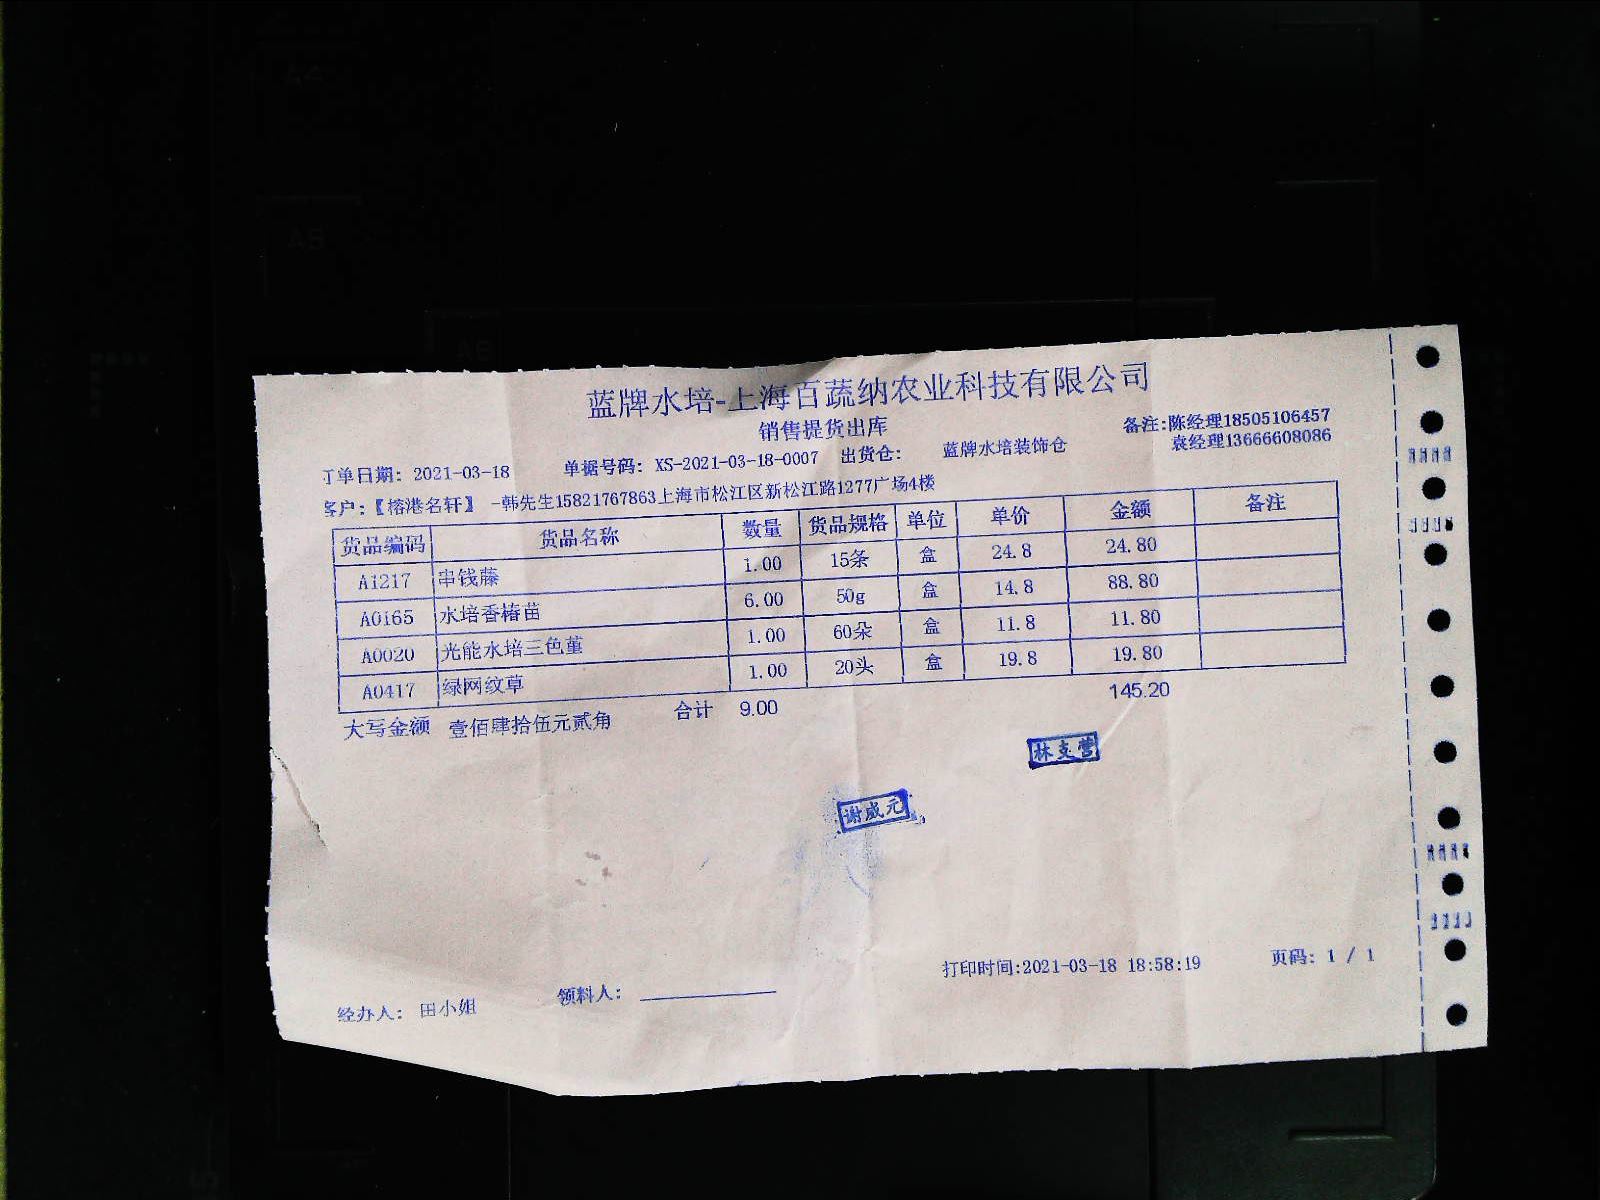 蓝牌水培-上海百蔬纳农业科技有限公司
销售提货出库
备注:陈经理18505106457
袁经理13666608086
订单日期: 2021-03-18 单据号码: XS-2021-03-18-0007 出货仓: 蓝牌水培装饰仓
客户:【榕港名轩】 -韩先生15821767863上海市松江区新松江路1277广场4楼
货品编码 货品名称 数量 货品规格 单位 单价 金额 备注
A1217 串钱藤 1.00 15条 盒 24.8 24.80
A0165 水培香椿苗 6.00 50g 盒 14.8 88.80
A0020 光能水培三色堇 1.00 60朵 盒 11.8 11.80
A0417 绿网纹草 1.00 20头 盒 19.8 19.80
大写金额 壹佰肆拾伍元贰角 合计 9.00 145.20
林支营
谢威元
打印时间:2021-03-18 18:58:19 页码: 1 / 1
经办人: 田小姐 领料人: